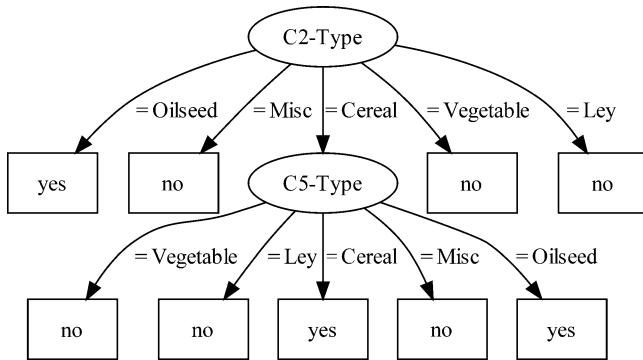 C2-Type
= Oilseed
= Misc
= Cereal
= Vegetable
= Ley
yes
no
C5-Type
no
no
= Vegetable
= Ley
= Cereal
= Misc
= Oilseed
no
no
yes
no
yes